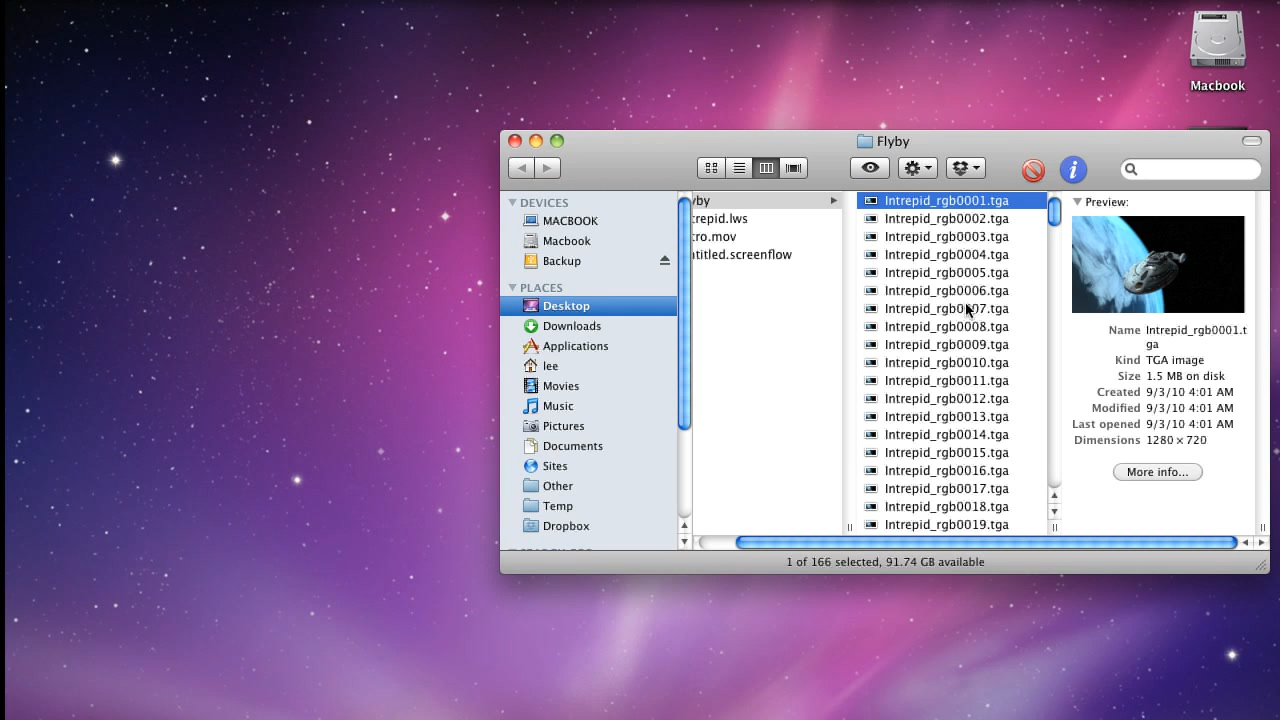 Macbook
Flyby
DEVICES
MACBOOK
Macbook
Backup
PLACES
Desktop
Downloads
Applications
lee
Movies
Music
Pictures
Documents
Sites
Other
Temp
Dropbox
yby
trepid.lws
tro.mov
ntitled.screenflow
Intrepid_rgb0001.tga
Intrepid_rgb0002.tga
Intrepid_rgb0003.tga
Intrepid_rgb0004.tga
Intrepid_rgb0005.tga
Intrepid_rgb0006.tga
Intrepid_rgb0007.tga
Intrepid_rgb0008.tga
Intrepid_rgb0009.tga
Intrepid_rgb0010.tga
Intrepid_rgb0011.tga
Intrepid_rgb0012.tga
Intrepid_rgb0013.tga
Intrepid_rgb0014.tga
Intrepid_rgb0015.tga
Intrepid_rgb0016.tga
Intrepid_rgb0017.tga
Intrepid_rgb0018.tga
Intrepid_rgb0019.tga
Preview:
Name Intrepid_rgb0001.t
ga
Kind TGA image
Size 1.5 MB on disk
Created 9/3/10 4:01 AM
Modified 9/3/10 4:01 AM
Last opened 9/3/10 4:01 AM
Dimensions 1280 × 720
More info...
1 of 166 selected, 91.74 GB available